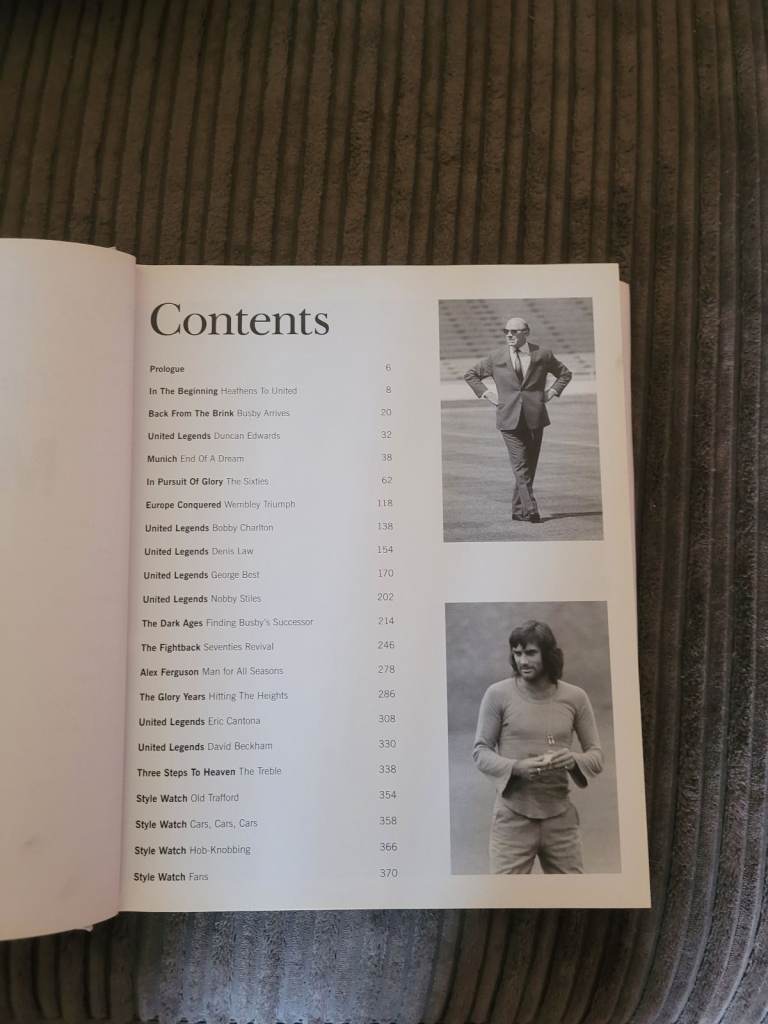 Contents
Prologue 6
In The Beginning Heathens To United 8
Back From The Brink Busby Arrives 20
United Legends Duncan Edwards 32
Munich End Of A Dream 38
In Pursuit Of Glory The Sixties 62
Europe Conquered Wembley Triumph 118
United Legends Bobby Charlton 138
United Legends Denis Law 154
United Legends George Best 170
United Legends Nobby Stiles 202
The Dark Ages Finding Busby's Successor 214
The Fightback Seventies Revival 246
Alex Ferguson Man for All Seasons 278
The Glory Years Hitting The Heights 286
United Legends Eric Cantona 308
United Legends David Beckham 330
Three Steps To Heaven The Treble 338
Style Watch Old Trafford 354
Style Watch Cars, Cars, Cars 358
Style Watch Hob-Knobbing 366
Style Watch Fans 370